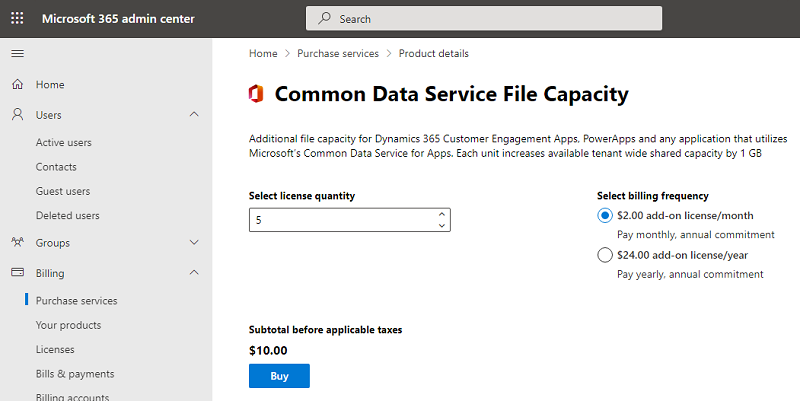 Microsoft 365 admin center
Search
Home
Users
Active users
Contacts
Guest users
Deleted users
Groups
Billing
Purchase services
Your products
Licenses
Bills & payments
Billing accounts
Home > Purchase services > Product details
Common Data Service File Capacity
Additional file capacity for Dynamics 365 Customer Engagement Apps, PowerApps and any application that utilizes
Microsoft's Common Data Service for Apps. Each unit increases available tenant wide shared capacity by 1 GB
Select license quantity
5
Select billing frequency
$2.00 add-on license/month
Pay monthly, annual commitment
$24.00 add-on license/year
Pay yearly, annual commitment
Subtotal before applicable taxes
$10.00
Buy